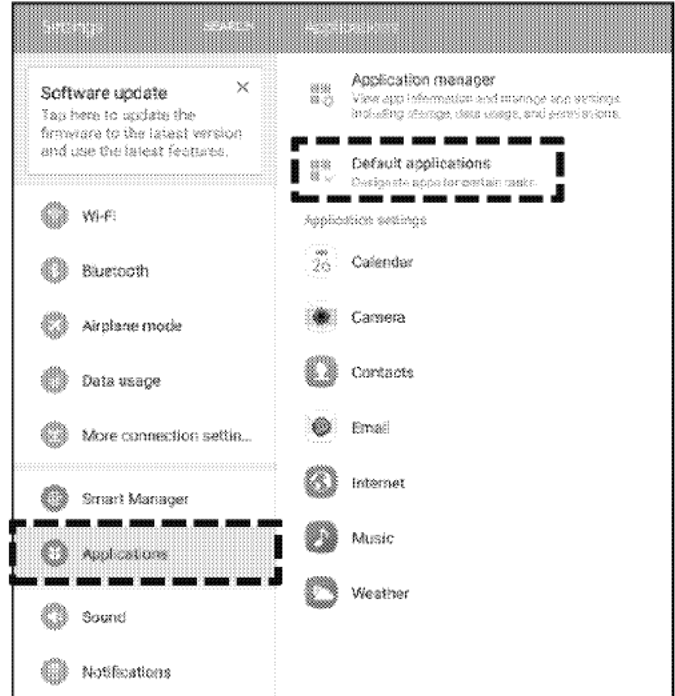 Settings
SEARCH
Software update
Tap here to update the
firmware to the latest version
and use the latest features.
Wi-Fi
Bluetooth
Airplane mode
Data usage
More connection settin...
Smart Manager
Applications
Sound
Notifications
Applications
Application manager
View app information and manage app settings
including storage, data usage, and permissions.
Default applications
Designate apps for certain tasks.
Application settings
26
Calendar
Camera
Contacts
Email
Internet
Music
Weather